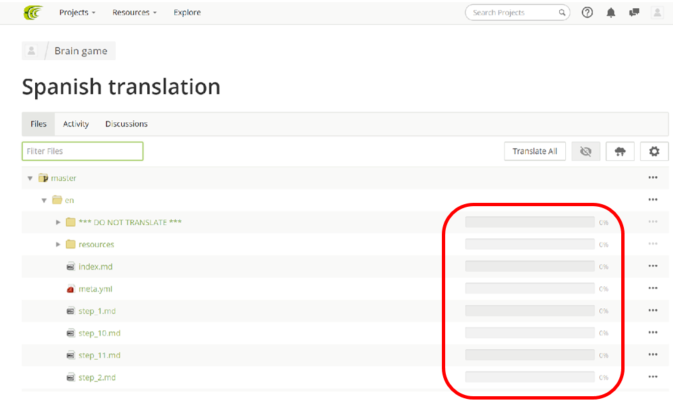 Projects Resources Explore Search Projects
Brain game
Spanish translation
Files Activity Discussions
Filter Files Translate All
master
en
*** DO NOT TRANSLATE *** 0%
resources 0%
index.md 0%
meta.yml 0%
step_1.md 0%
step_10.md 0%
step_11.md 0%
step_2.md 0%